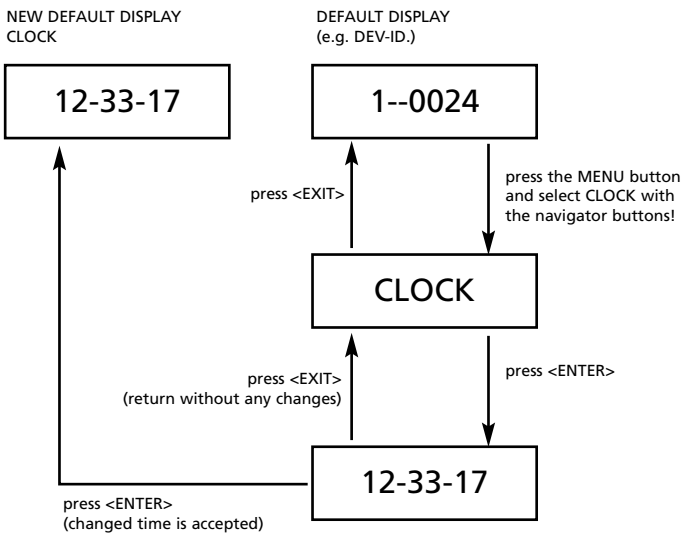 NEW DEFAULT DISPLAY
CLOCK
DEFAULT DISPLAY
(e.g. DEV-ID.)
12-33-17
1--0024
press <EXIT>
press the MENU button
and select CLOCK with
the navigator buttons!
CLOCK
press <EXIT>
(return without any changes)
press <ENTER>
12-33-17
press <ENTER>
(changed time is accepted)